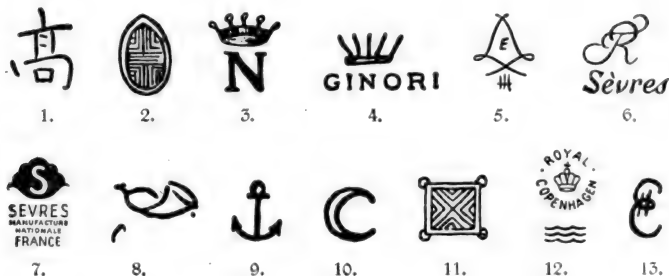 高
N
GINORI
E
R
Sèvres
1. 2. 3. 4. 5. 6.
S
SEVRES
MANUFACTURE
NATIONALE
FRANCE
ROYAL
COPENHAGEN
7. 8. 9. 10. 11. 12. 13.